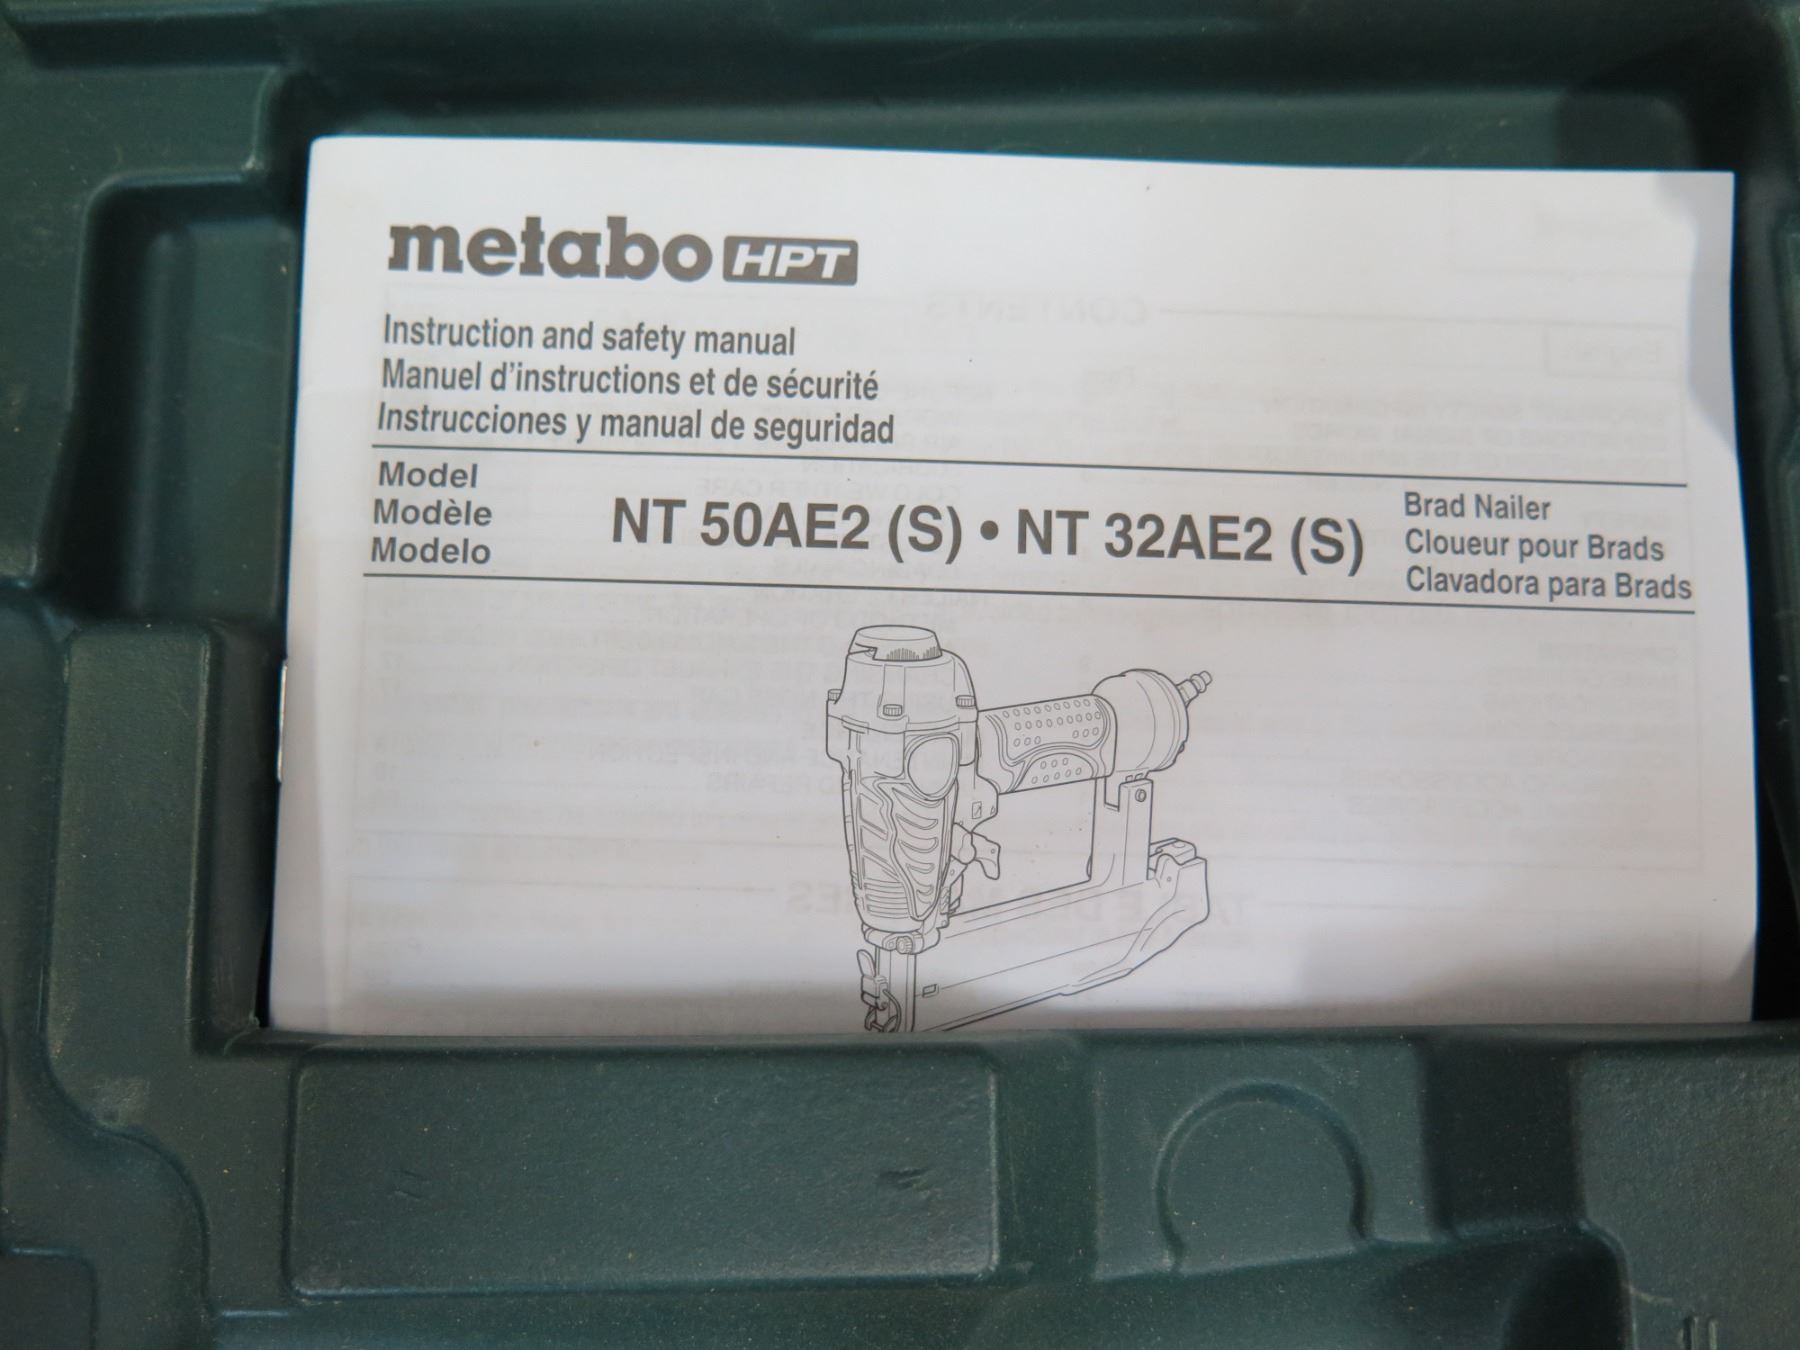 metabo HPT
Instruction and safety manual
Manuel d'instructions et de sécurité
Instrucciones y manual de seguridad
Model
Modèle
Modelo
NT 50AE2 (S) • NT 32AE2 (S)
Brad Nailer
Cloueur pour Brads
Clavadora para Brads